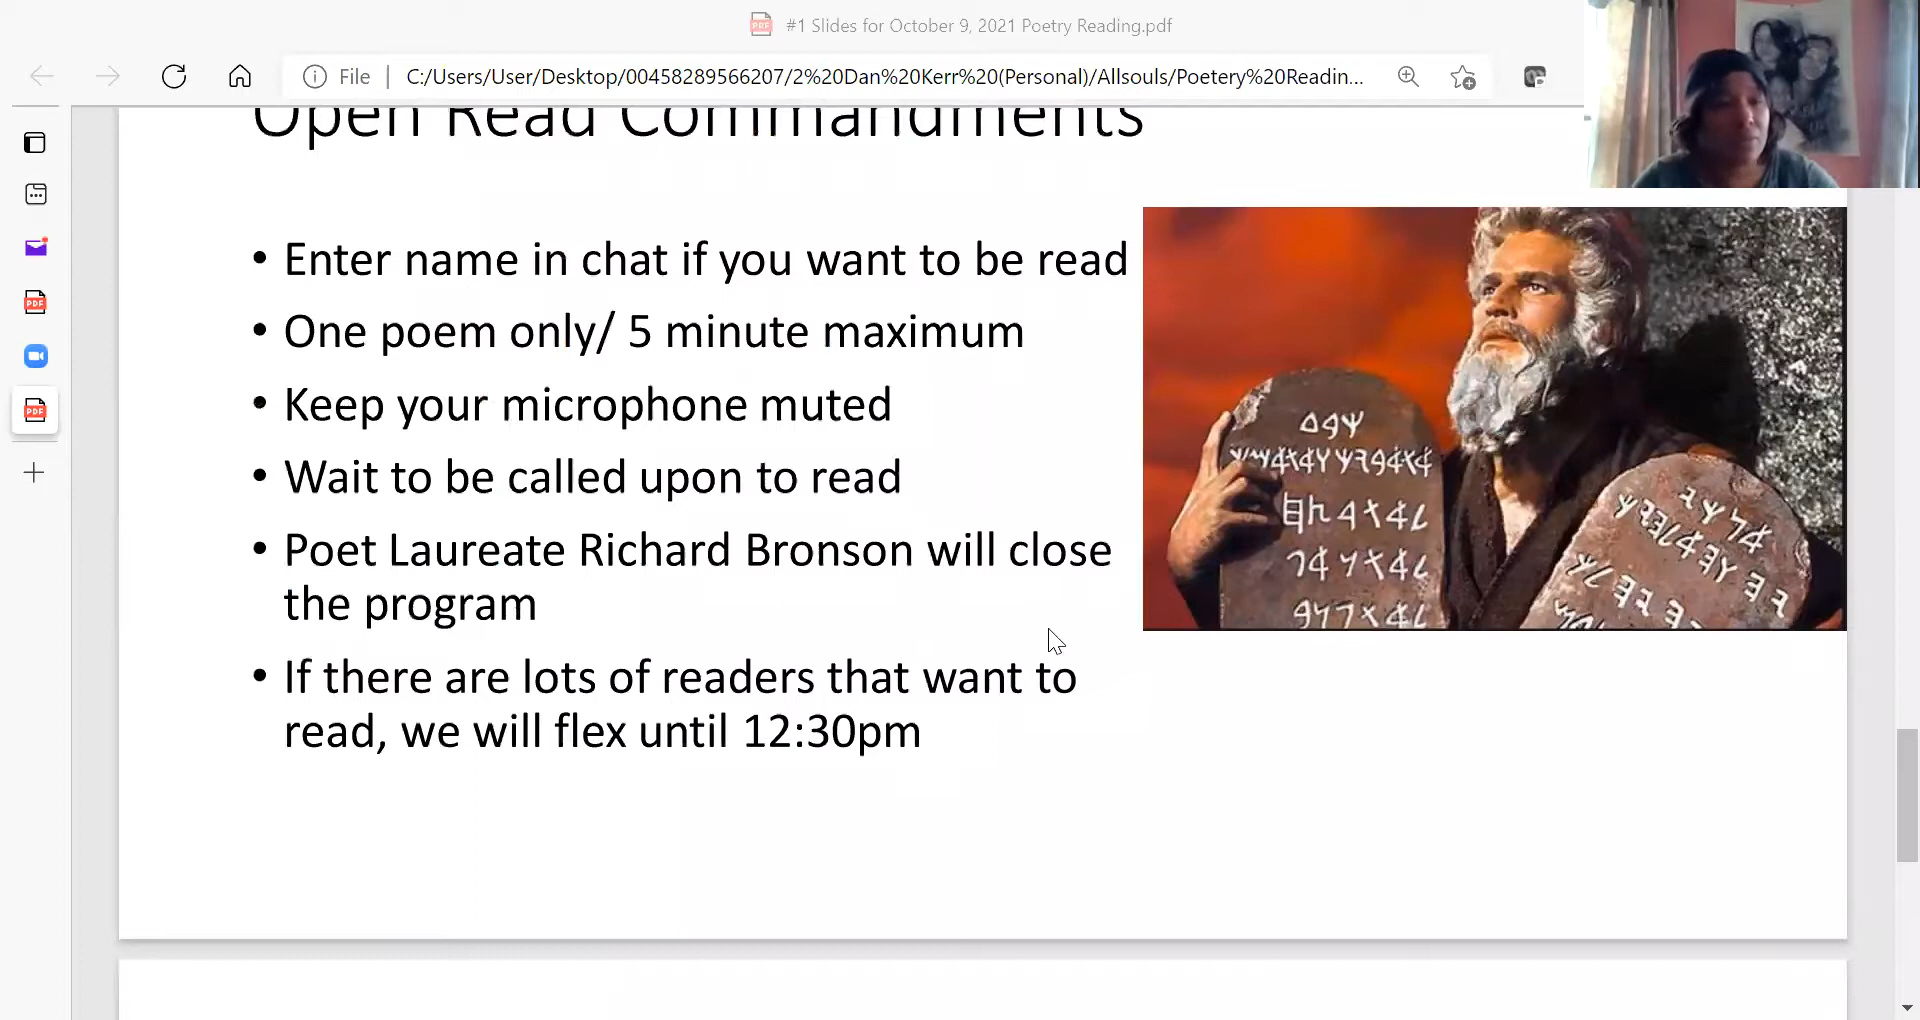 #1 Slides for October 9, 2021 Poetry Reading.pdf
File
C:/Users/User/Desktop/00458289566207/2%20Dan%20Kerr%20(Personal)/Allsouls/Poetery%20Readin...
Open Read Commandments
• Enter name in chat if you want to be read
• One poem only/ 5 minute maximum
• Keep your microphone muted
• Wait to be called upon to read
• Poet Laureate Richard Bronson will close
the program
• If there are lots of readers that want to
read, we will flex until 12:30pm